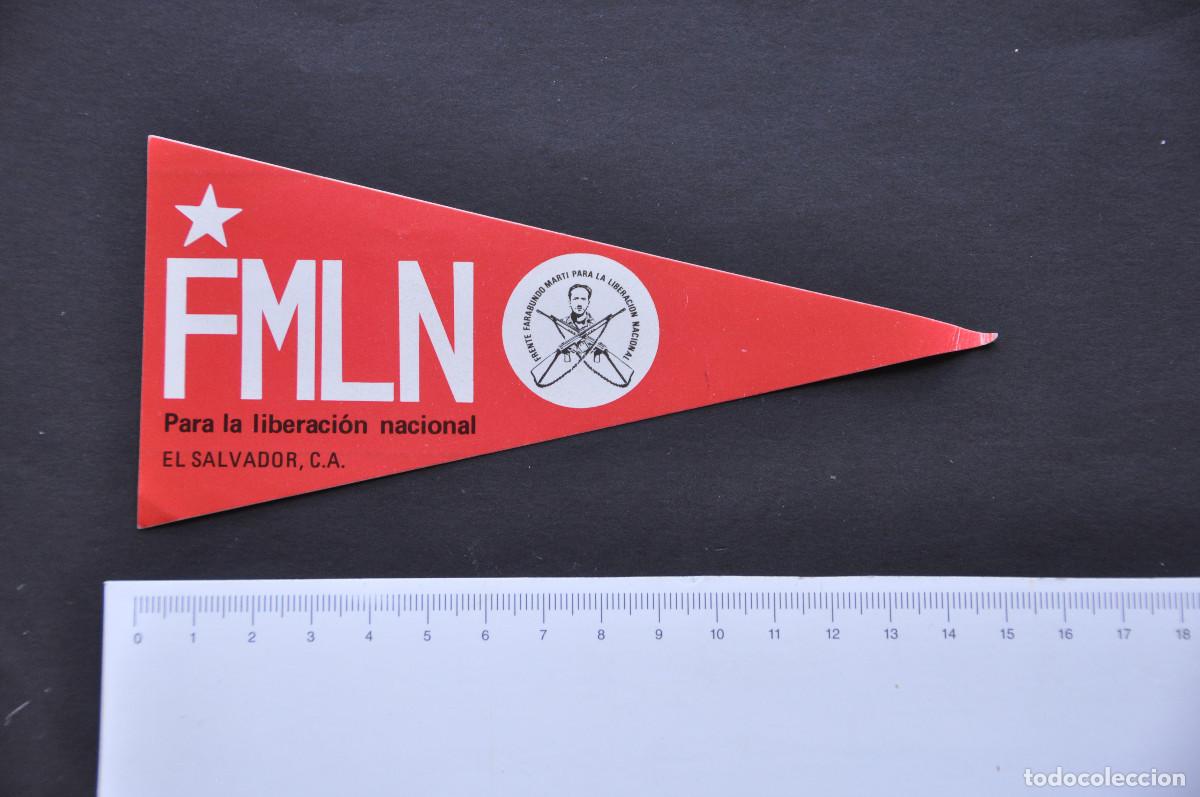 FMLN
Para la liberación nacional
EL SALVADOR, C.A.
FRENTE FARABUNDO MARTI PARA LA LIBERACION NACIONAL
0 1 2 3 4 5 6 7 8 9 10 11 12 13 14 15 16 17 18
todocoleccion